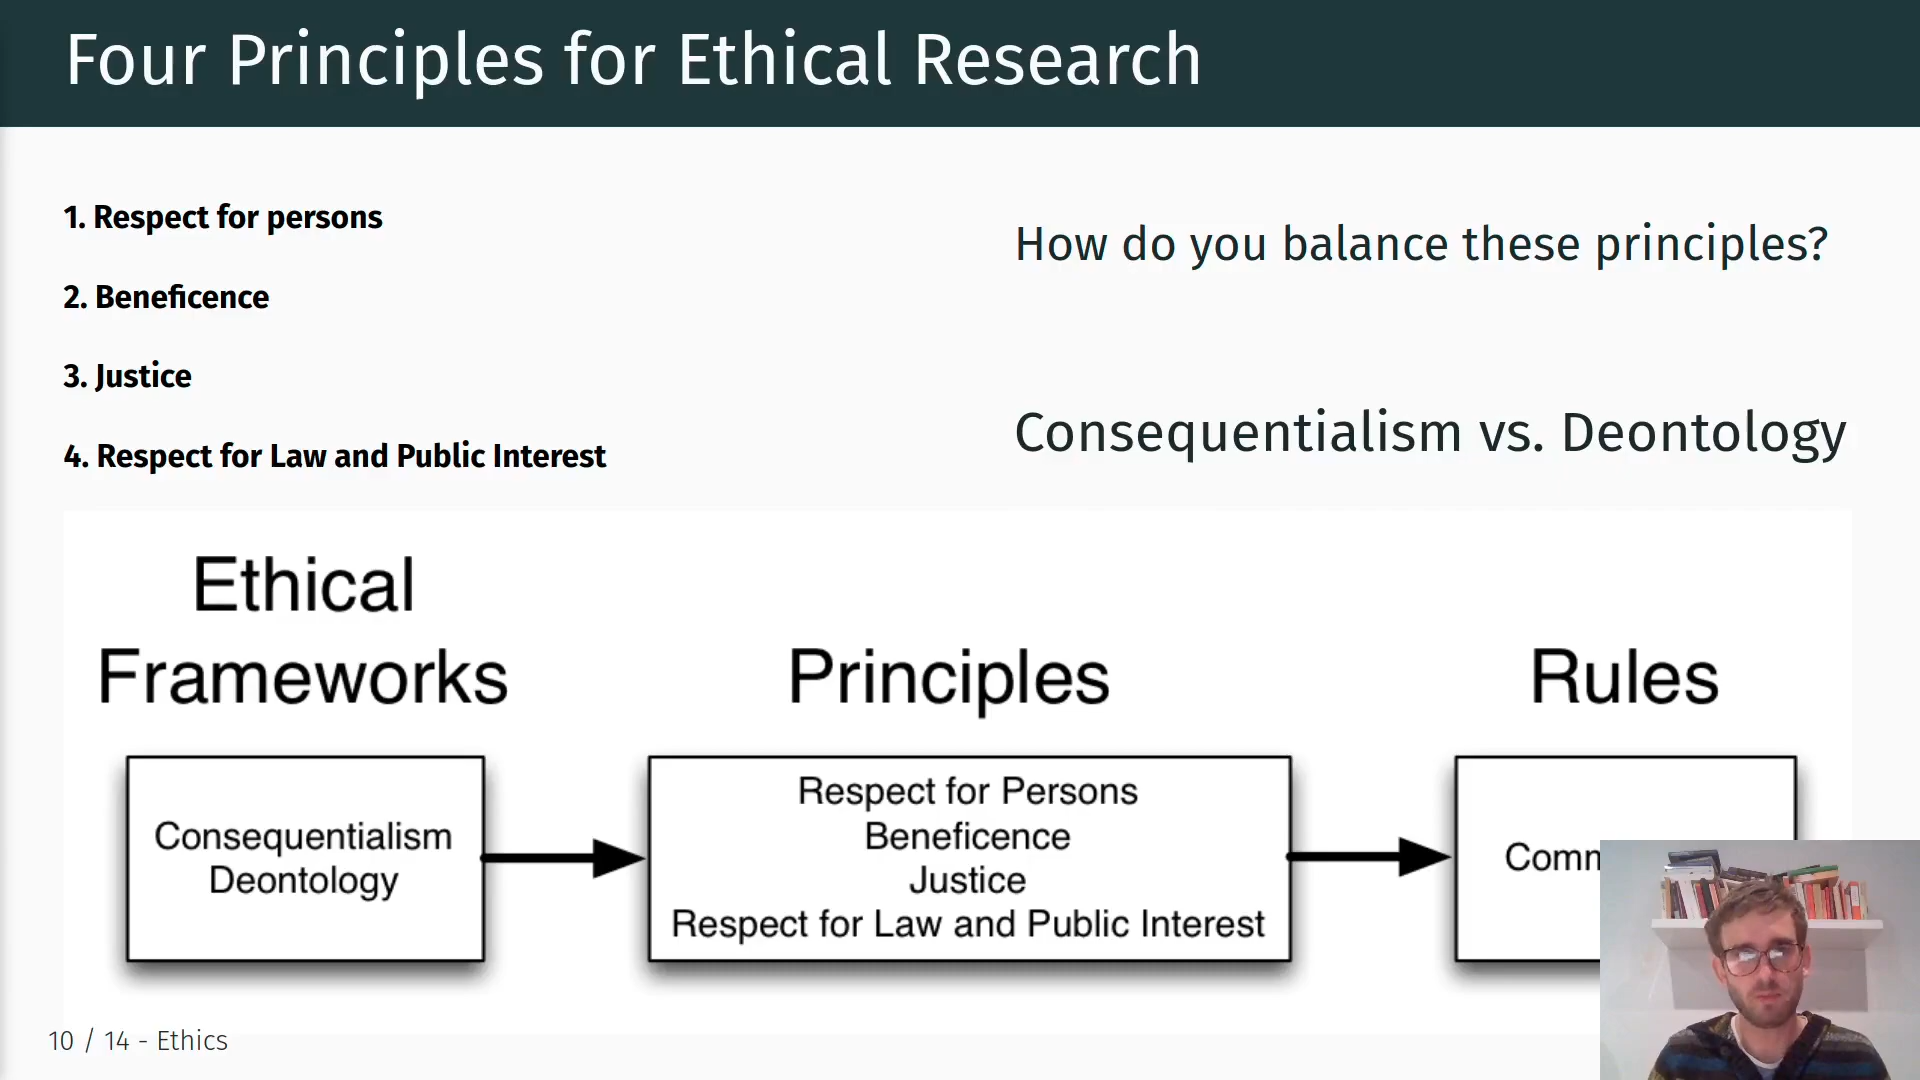 Four Principles for Ethical Research
1. Respect for persons
2. Beneficence
3. Justice
4. Respect for Law and Public Interest
How do you balance these principles?
Consequentialism vs. Deontology
Ethical
Frameworks
Consequentialism
Deontology
Principles
Respect for Persons
Beneficence
Justice
Respect for Law and Public Interest
Rules
10 / 14 - Ethics